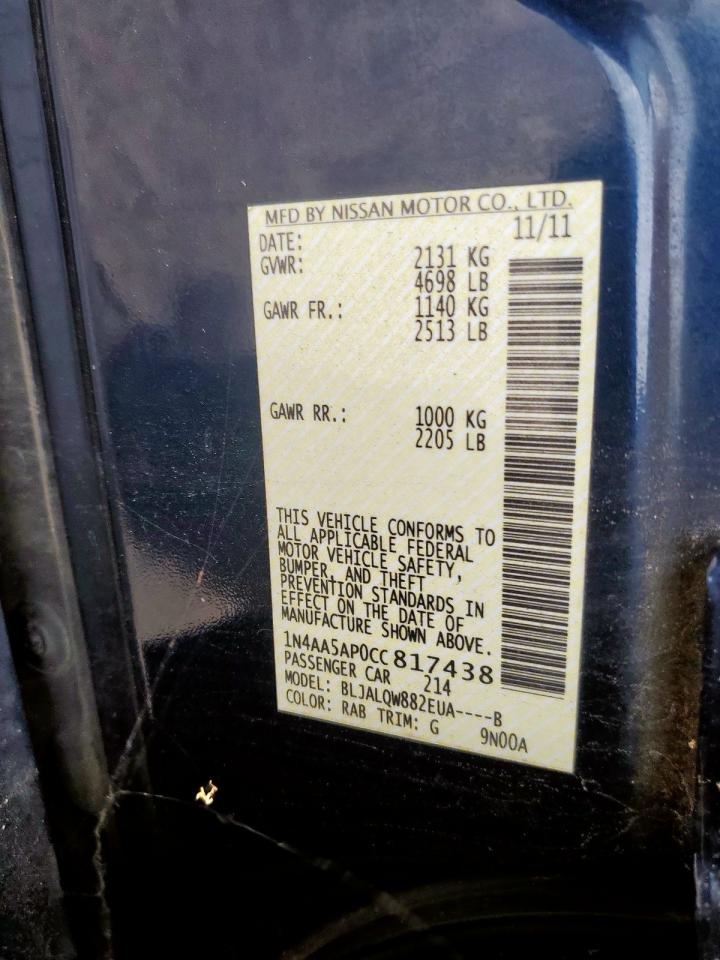 MFD BY NISSAN MOTOR CO., LTD.
DATE: 11/11
GVWR: 2131 KG
4698 LB
GAWR FR.: 1140 KG
2513 LB
GAWR RR.: 1000 KG
2205 LB
THIS VEHICLE CONFORMS TO
ALL APPLICABLE FEDERAL
MOTOR VEHICLE SAFETY,
BUMPER, AND THEFT
PREVENTION STANDARDS IN
EFFECT ON THE DATE OF
MANUFACTURE SHOWN ABOVE.
1N4AA5AP0CC817438
PASSENGER CAR 214
MODEL: BLJALQW882EUA----B
COLOR: RAB TRIM: G 9N00A